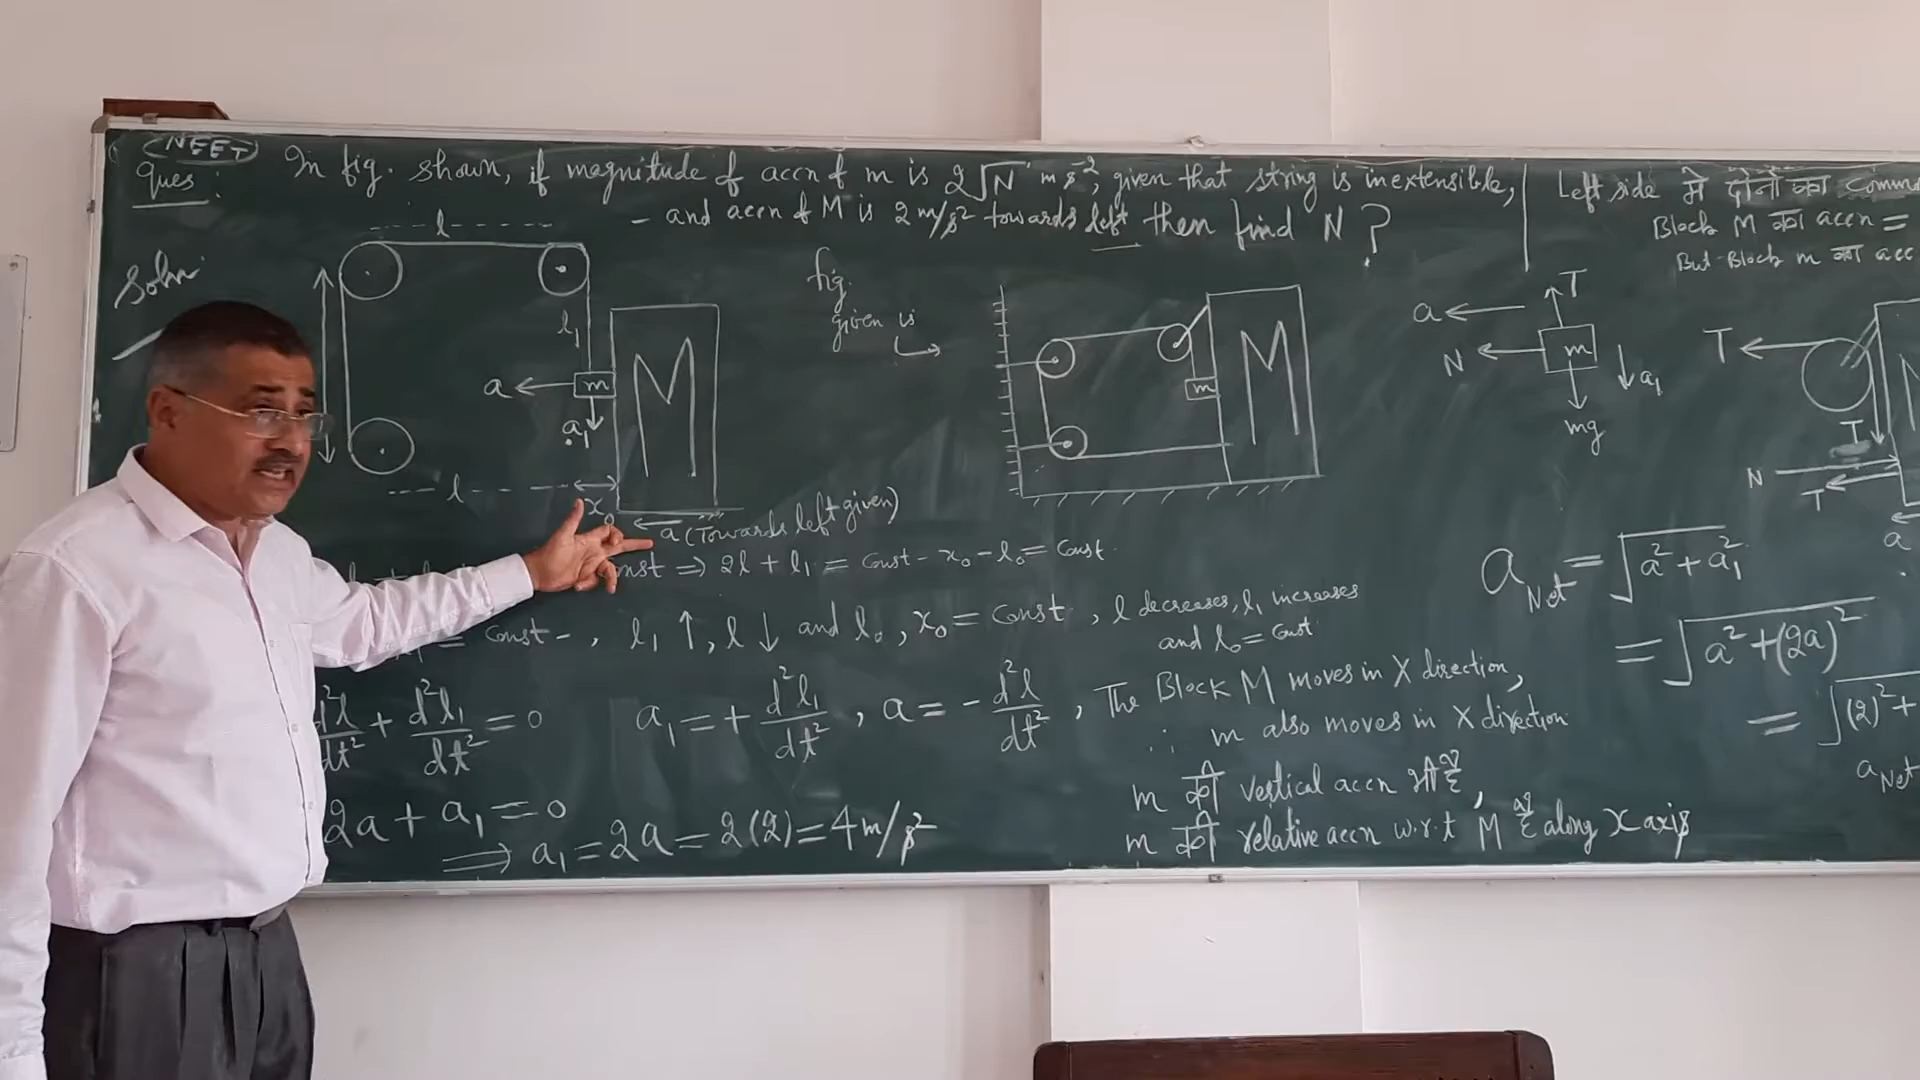 NEET
Ques: In fig. shown, if magnitude of accn of m is 2√N m s⁻², given that string is inextensible,
- and accn of M is 2 m/s² towards left then find N ?
Left side में दोनों का
Block M का accn =
But Block m का acc
Soln
l
l₁
a
m
a₁
M
l
x₀
a (Towards left given)
fig.
given is
m
M
T
a
N
m
a₁
mg
T
T
N
T
a
nst ⇒ 2l + l₁ = const - x₀ - l₀ = const.
= const - , l₁ ↑, l ↓ and l₀, x₀ = const , l decreases, l₁ increases
and l₀ = const
d²l/dt² + d²l₁/dt² = 0
a₁ = + d²l₁/dt² , a = - d²l/dt² , The Block M moves in X direction,
∴ m also moves in X direction
2a + a₁ = 0
⇒ a₁ = 2a = 2(2) = 4 m/s²
m का vertical accn
m का relative accn w.r.t M है along x axis
a Net = √a² + a₁²
= √a² + (2a)²
= √(2)² +
a Net